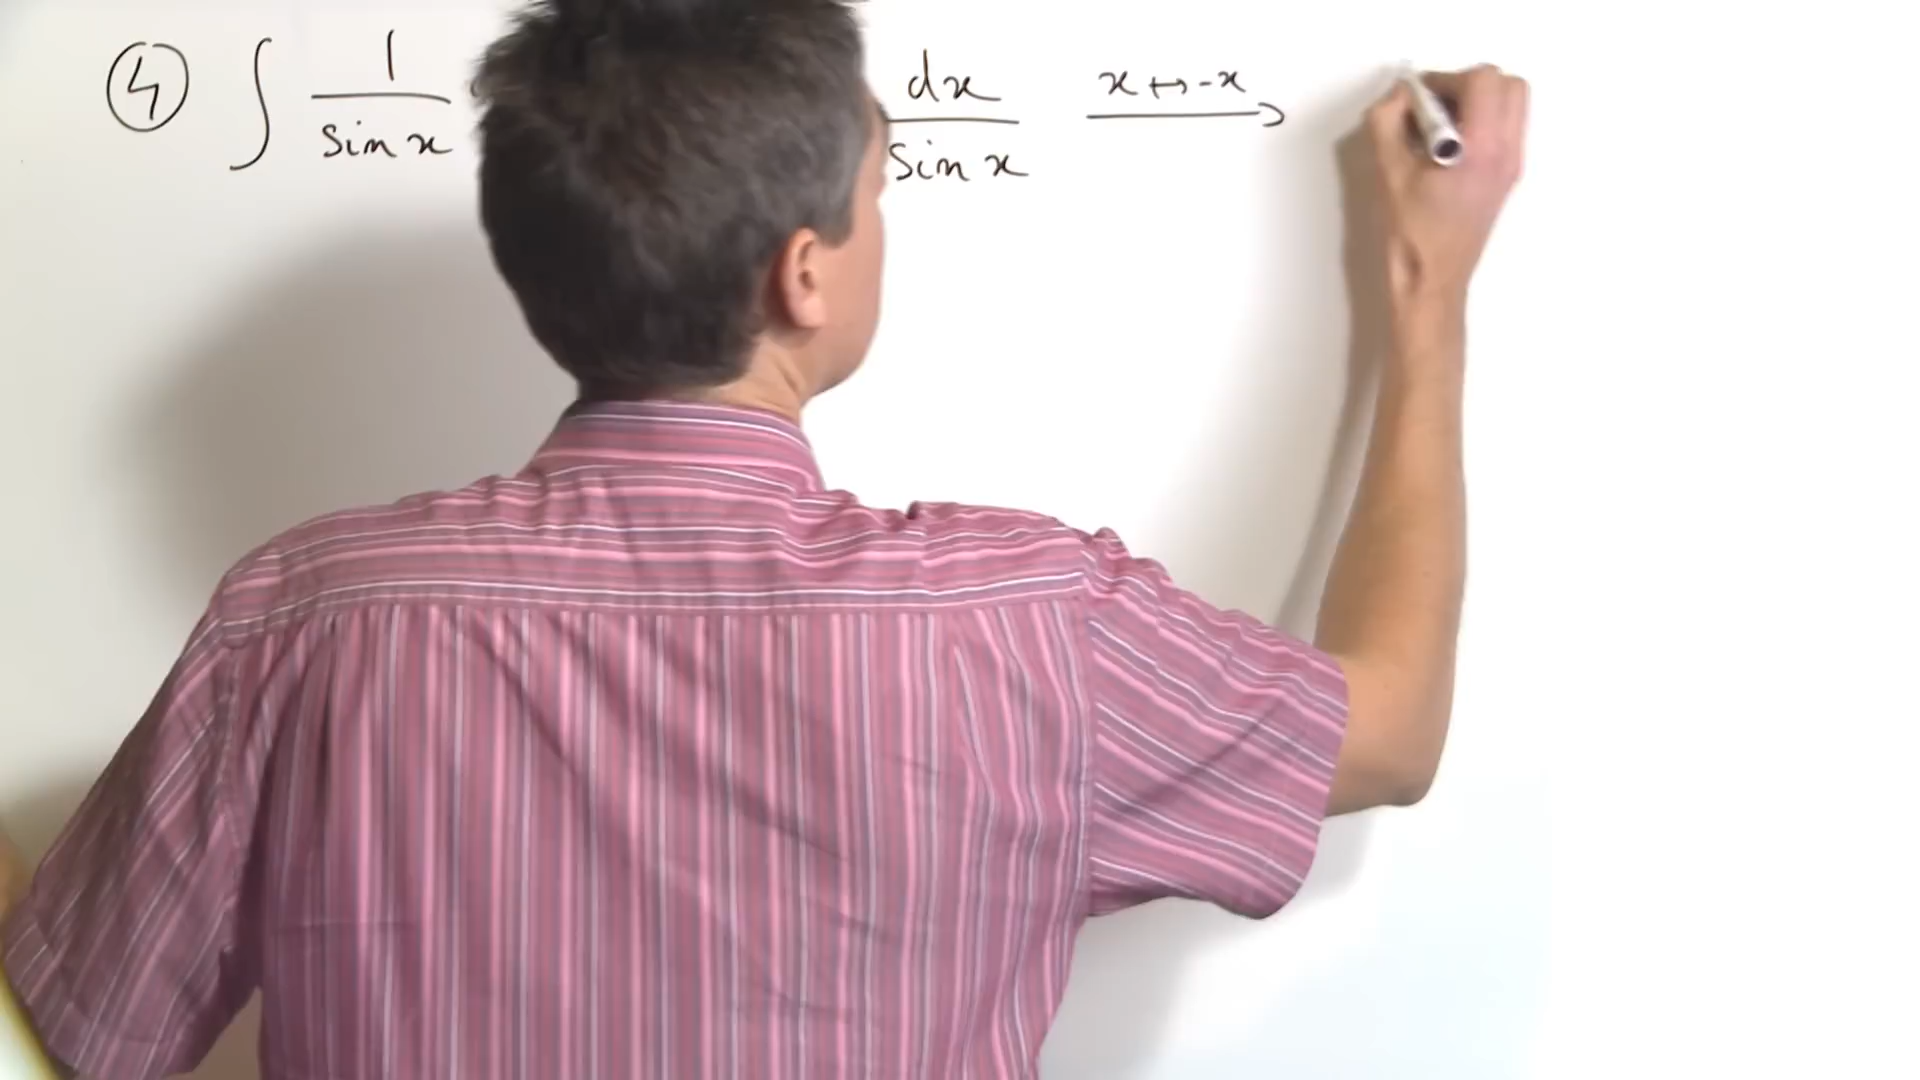 ④ ∫ 1/sin x dx/sin x x ↦ -x →